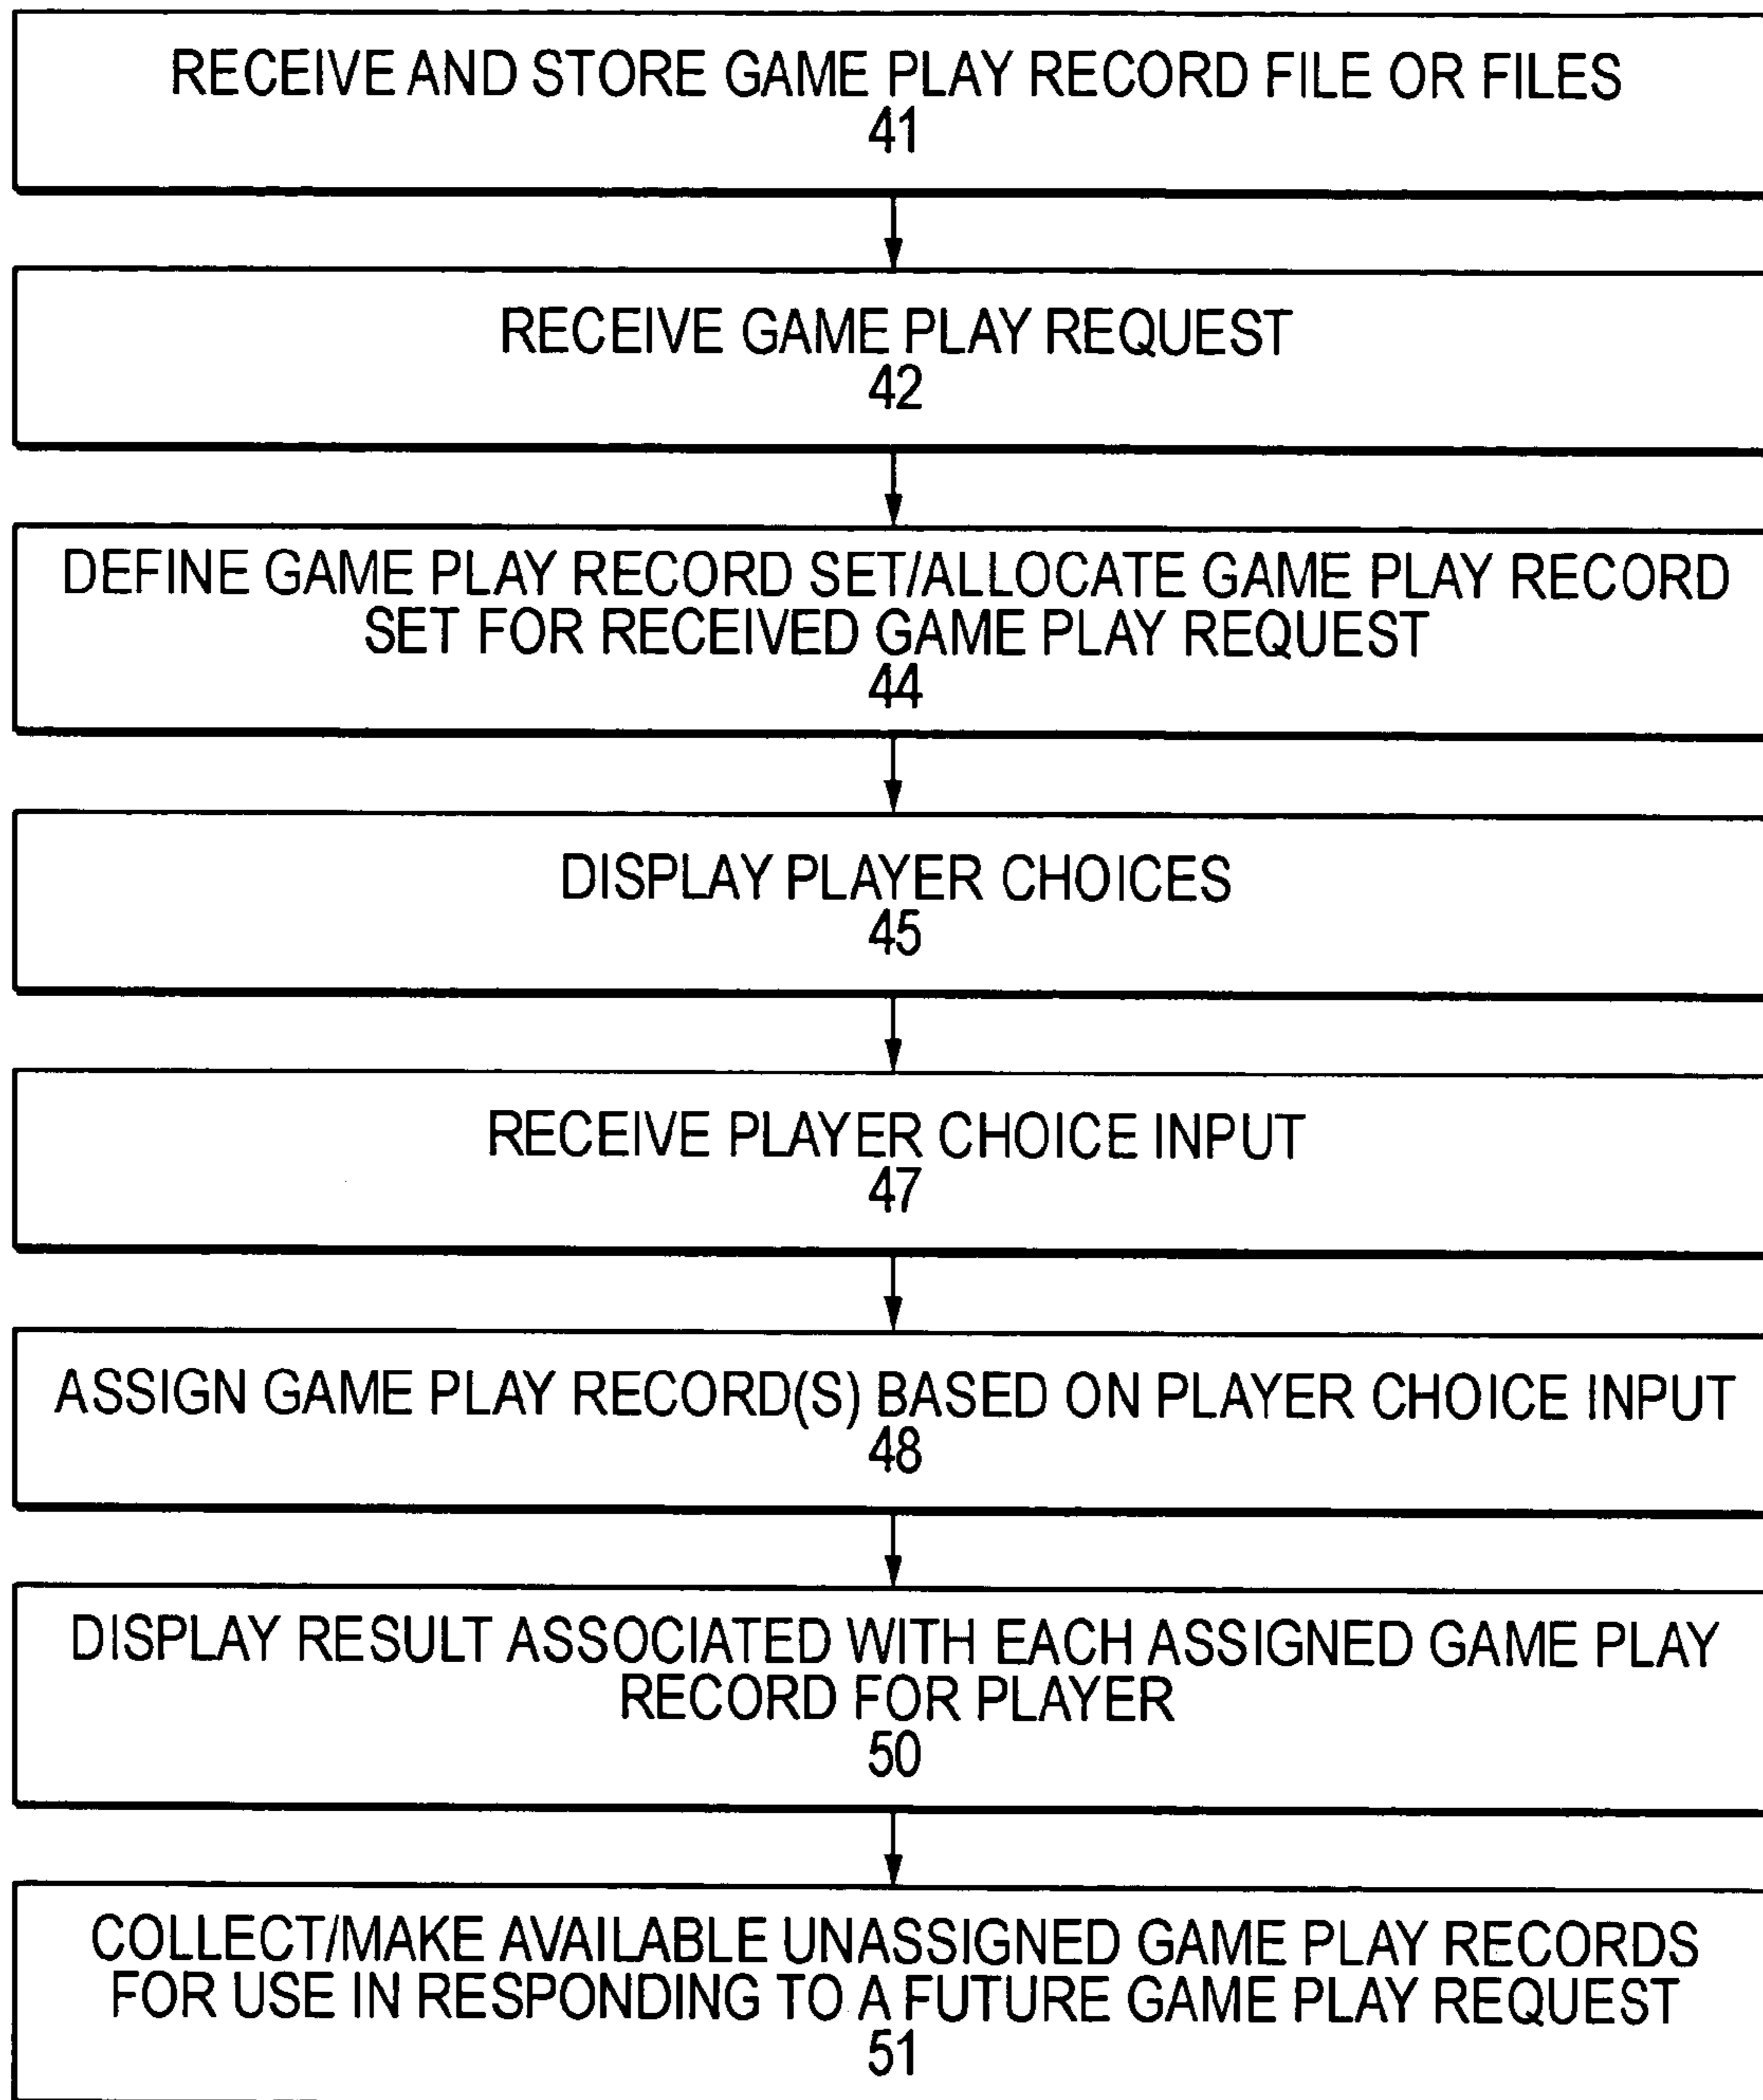 RECEIVE AND STORE GAME PLAY RECORD FILE OR FILES
41
RECEIVE GAME PLAY REQUEST
42
DEFINE GAME PLAY RECORD SET/ALLOCATE GAME PLAY RECORD
SET FOR RECEIVED GAME PLAY REQUEST
44
DISPLAY PLAYER CHOICES
45
RECEIVE PLAYER CHOICE INPUT
47
ASSIGN GAME PLAY RECORD(S) BASED ON PLAYER CHOICE INPUT
48
DISPLAY RESULT ASSOCIATED WITH EACH ASSIGNED GAME PLAY
RECORD FOR PLAYER
50
COLLECT/MAKE AVAILABLE UNASSIGNED GAME PLAY RECORDS
FOR USE IN RESPONDING TO A FUTURE GAME PLAY REQUEST
51